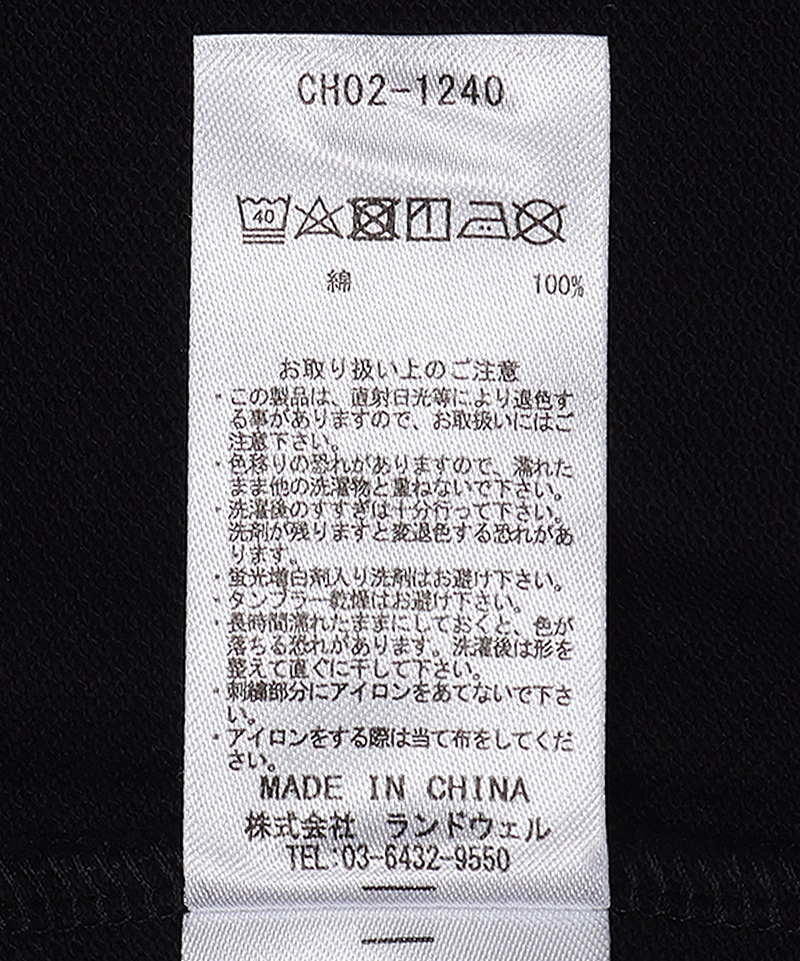 CH02-1240
40
綿 100%
お取り扱い上のご注意
・この製品は、直射日光等により退色す
る事がありますので、お取扱いにはご
注意下さい。
・色移りの恐れがありますので、濡れた
まま他の洗濯物と重ねないで下さい。
・洗濯後のすすぎは十分行って下さい。
洗剤が残りますと変退色する恐れがあ
ります。
・蛍光増白剤入り洗剤はお避け下さい。
・タンブラー乾燥はお避け下さい。
・長時間濡れたままにしておくと、色が
落ちる恐れがあります。洗濯後は形を
整えて直ぐに干して下さい。
・刺繍部分にアイロンをあてないで下さ
い。
・アイロンをする際は当て布をしてくだ
さい。
MADE IN CHINA
株式会社 ランドウェル
TEL:03-6432-9550